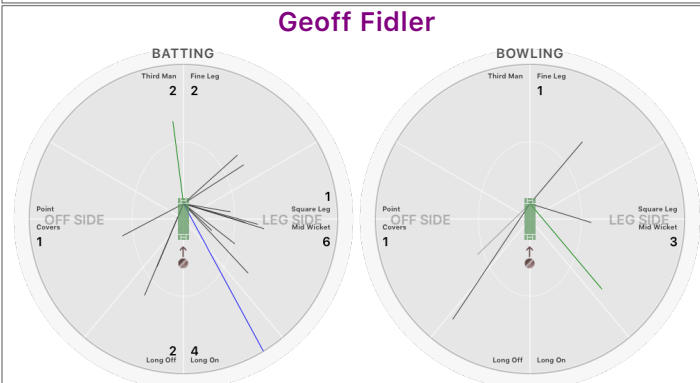 Geoff Fidler
BATTING
Third Man Fine Leg
2 2
1
Point Square Leg
OFF SIDE LEG SIDE
Covers Mid Wicket
1 6
2 4
Long Off Long On
BOWLING
Third Man Fine Leg
1
Point Square Leg
OFF SIDE LEG SIDE
Covers Mid Wicket
1 3
Long Off Long On